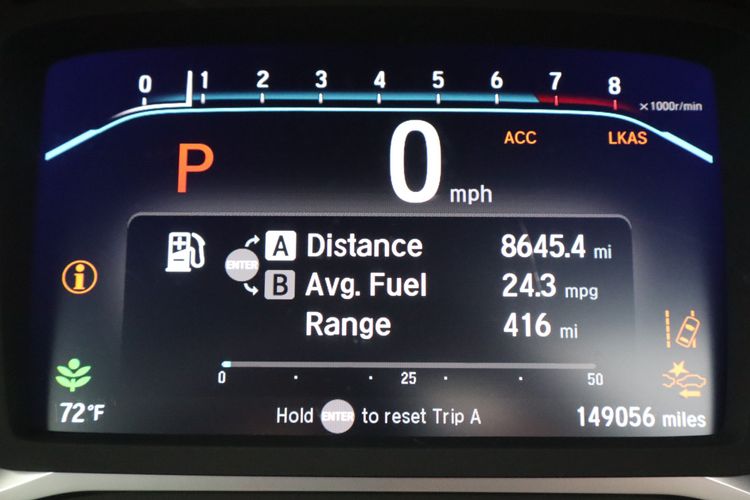 0 1 2 3 4 5 6 7 8
×1000r/min
P 0 mph ACC LKAS
ENTER A Distance 8645.4 mi
B Avg. Fuel 24.3 mpg
Range 416 mi
0 25 50
72°F Hold ENTER to reset Trip A 149056 miles